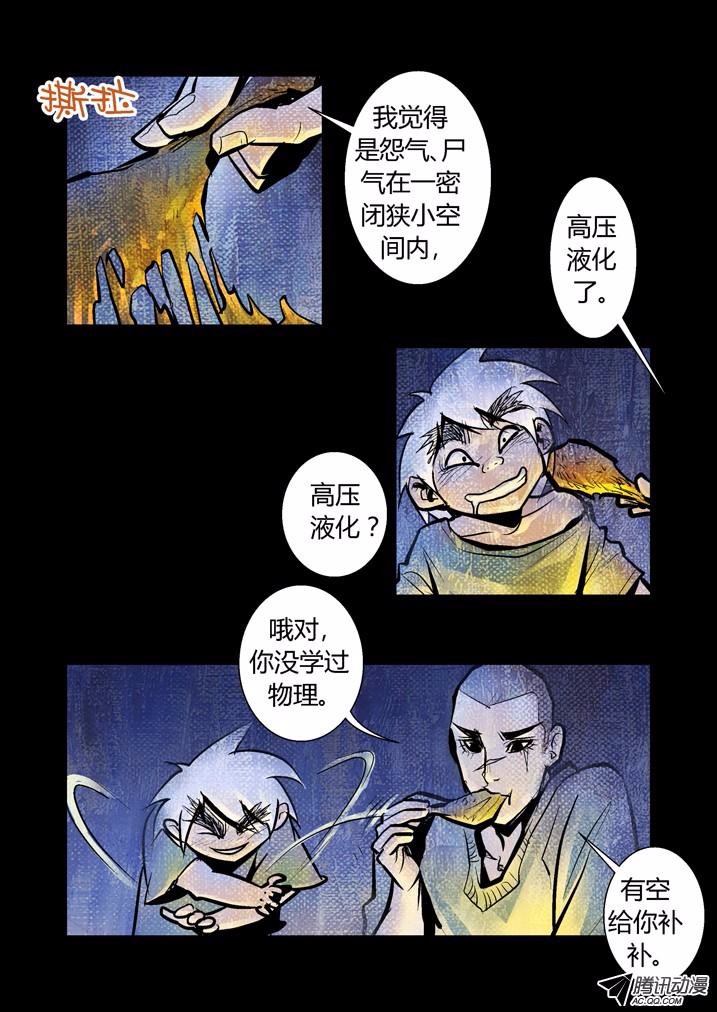 撕拉
我觉得
是怨气、尸
气在一密
闭狭小空
间内，
高压
液化
了。
高压
液化？
哦对，
你没学过
物理。
有空
给你补
补。
腾讯动漫
AC.QQ.COM